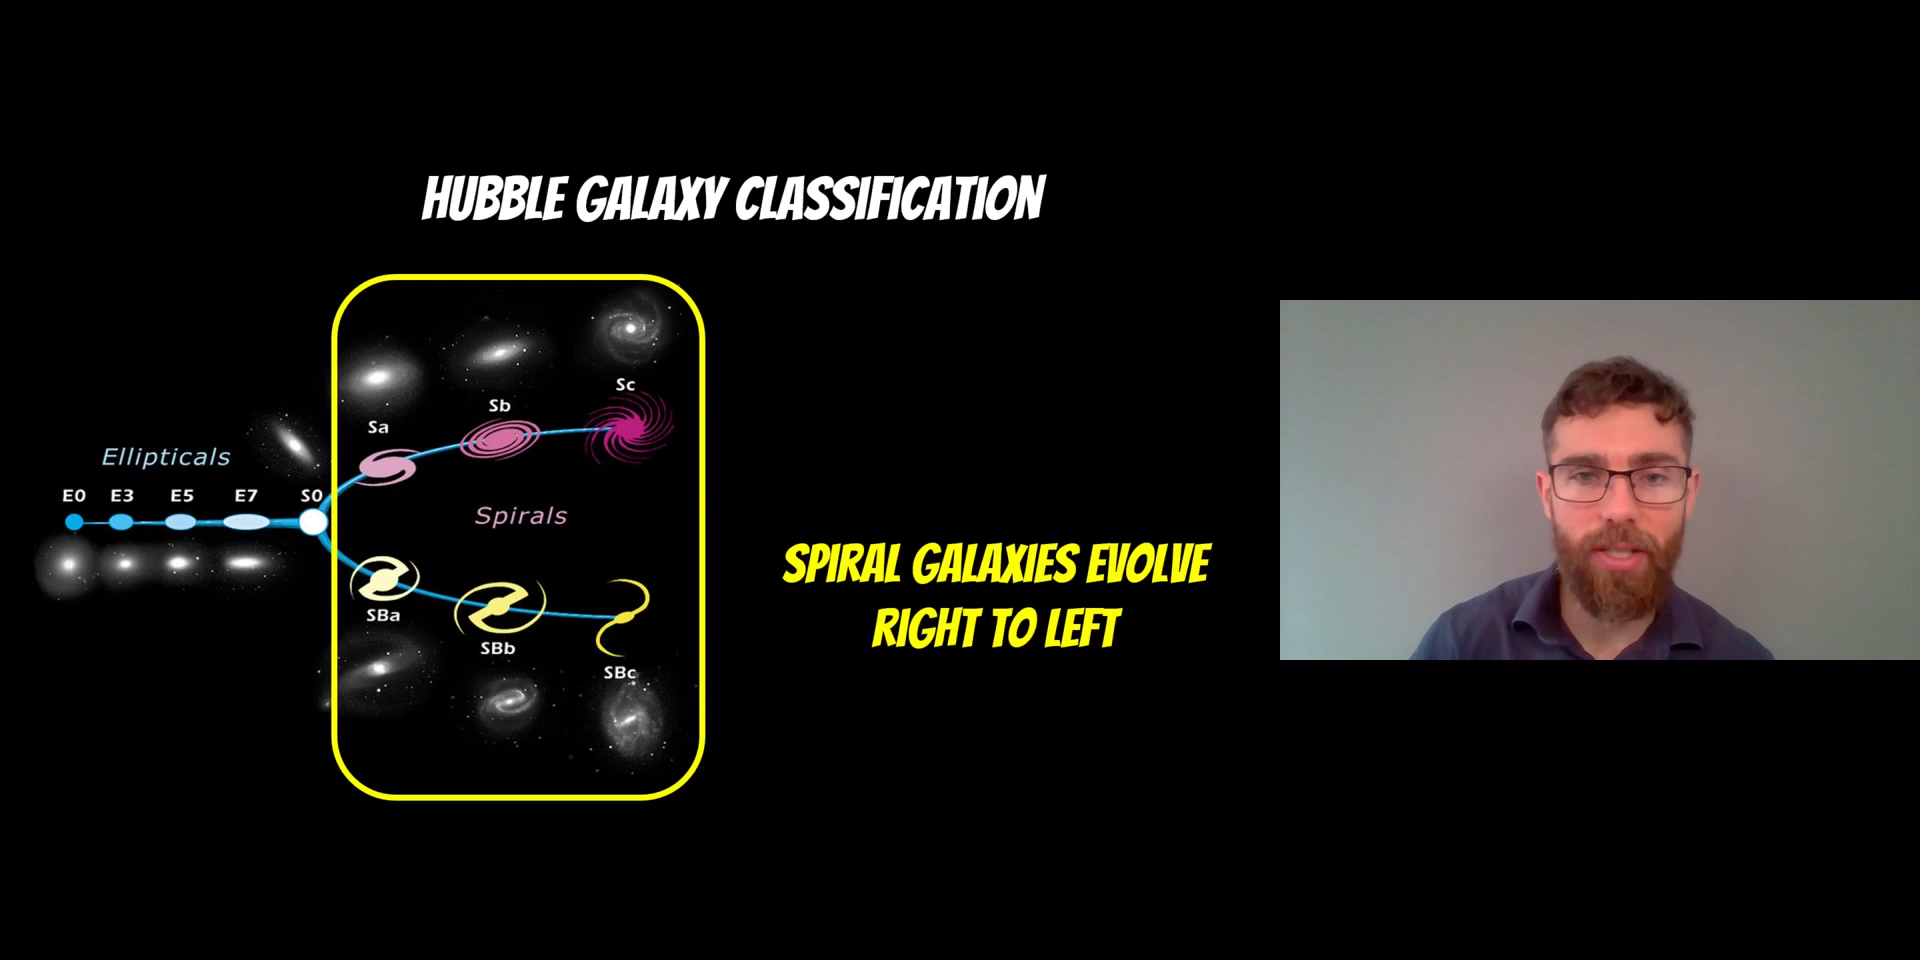 HUBBLE GALAXY CLASSIFICATION
Sc
Sb
Sa
Ellipticals
E0 E3 E5 E7 S0
Spirals
SBa
SBb
SBc
SPIRAL GALAXIES EVOLVE
RIGHT TO LEFT